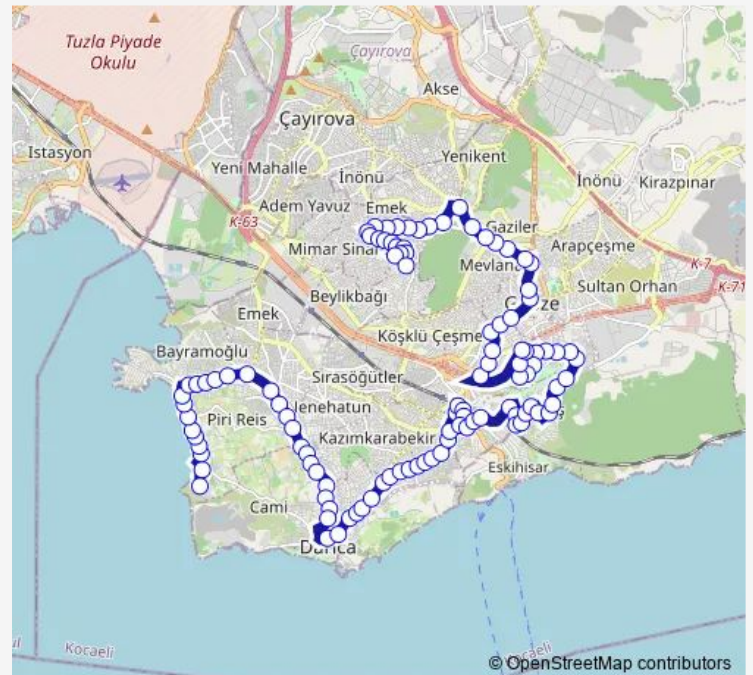 Tuzla Piyade
Okulu
Çayırova
Akse
Çayırova
Istasyon
Yeni Mahalle
Yenikent
İnönü
İnönü
Kirazpınar
Adem Yavuz
Emek
K-63
Gaziler
Mimar Sinan
Arapçeşme
Mevlana
K-7
Sultan Orhan
K-71
Beylikbağı
Emek
Köşklü Çeşme
Bayramoğlu
Sırasöğütler
Piri Reis
Kazımkarabekir
Eskihisar
Cami
Darıca
Kocaeli
© OpenStreetMap contributors